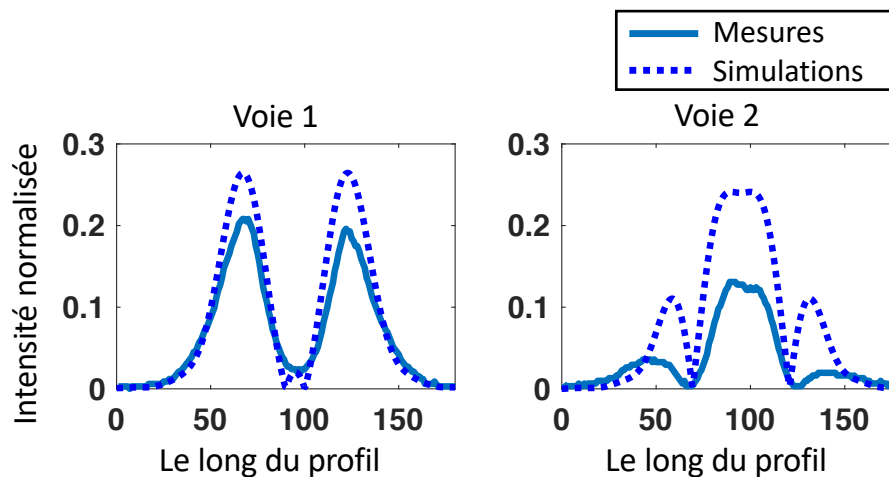 Mesures
Simulations
Voie 1
Voie 2
Intensité normalisée
0.3
0.2
0.1
0
0 50 100 150
Le long du profil
0.3
0.2
0.1
0
0 50 100 150
Le long du profil